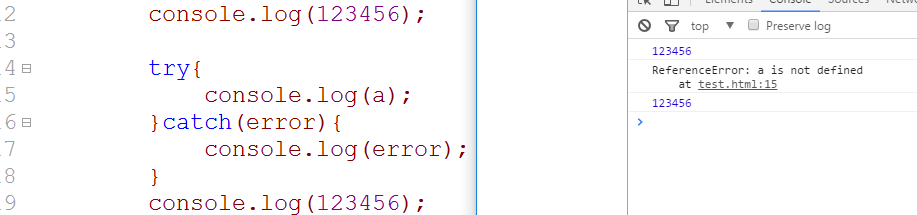 2 console.log(123456);
3
4 try{
5 console.log(a);
6 }catch(error){
7 console.log(error);
8 }
9 console.log(123456);
Elements Console Sources
top Preserve log
123456
ReferenceError: a is not defined
at test.html:15
123456
>